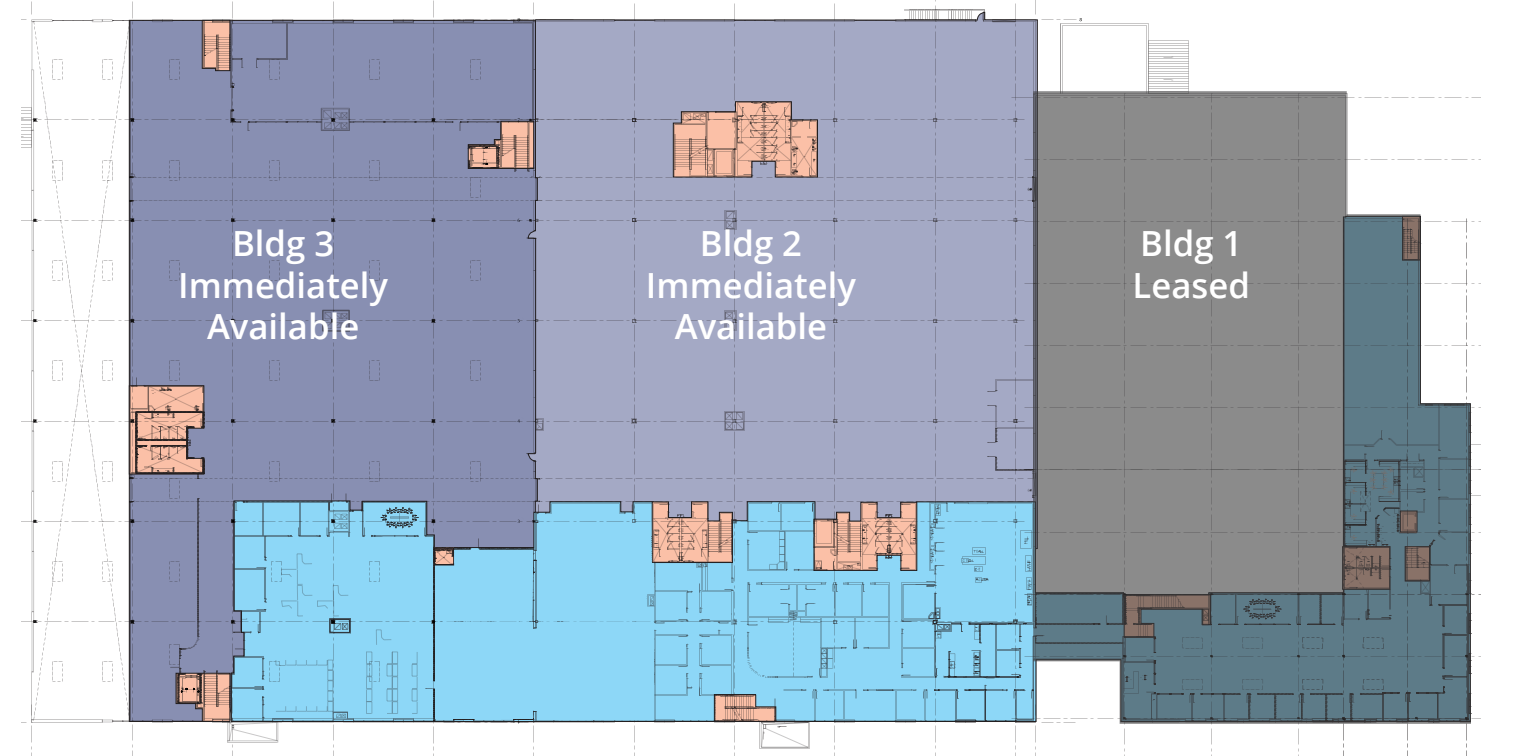 Bldg 3
Immediately
Available
Bldg 2
Immediately
Available
Bldg 1
Leased